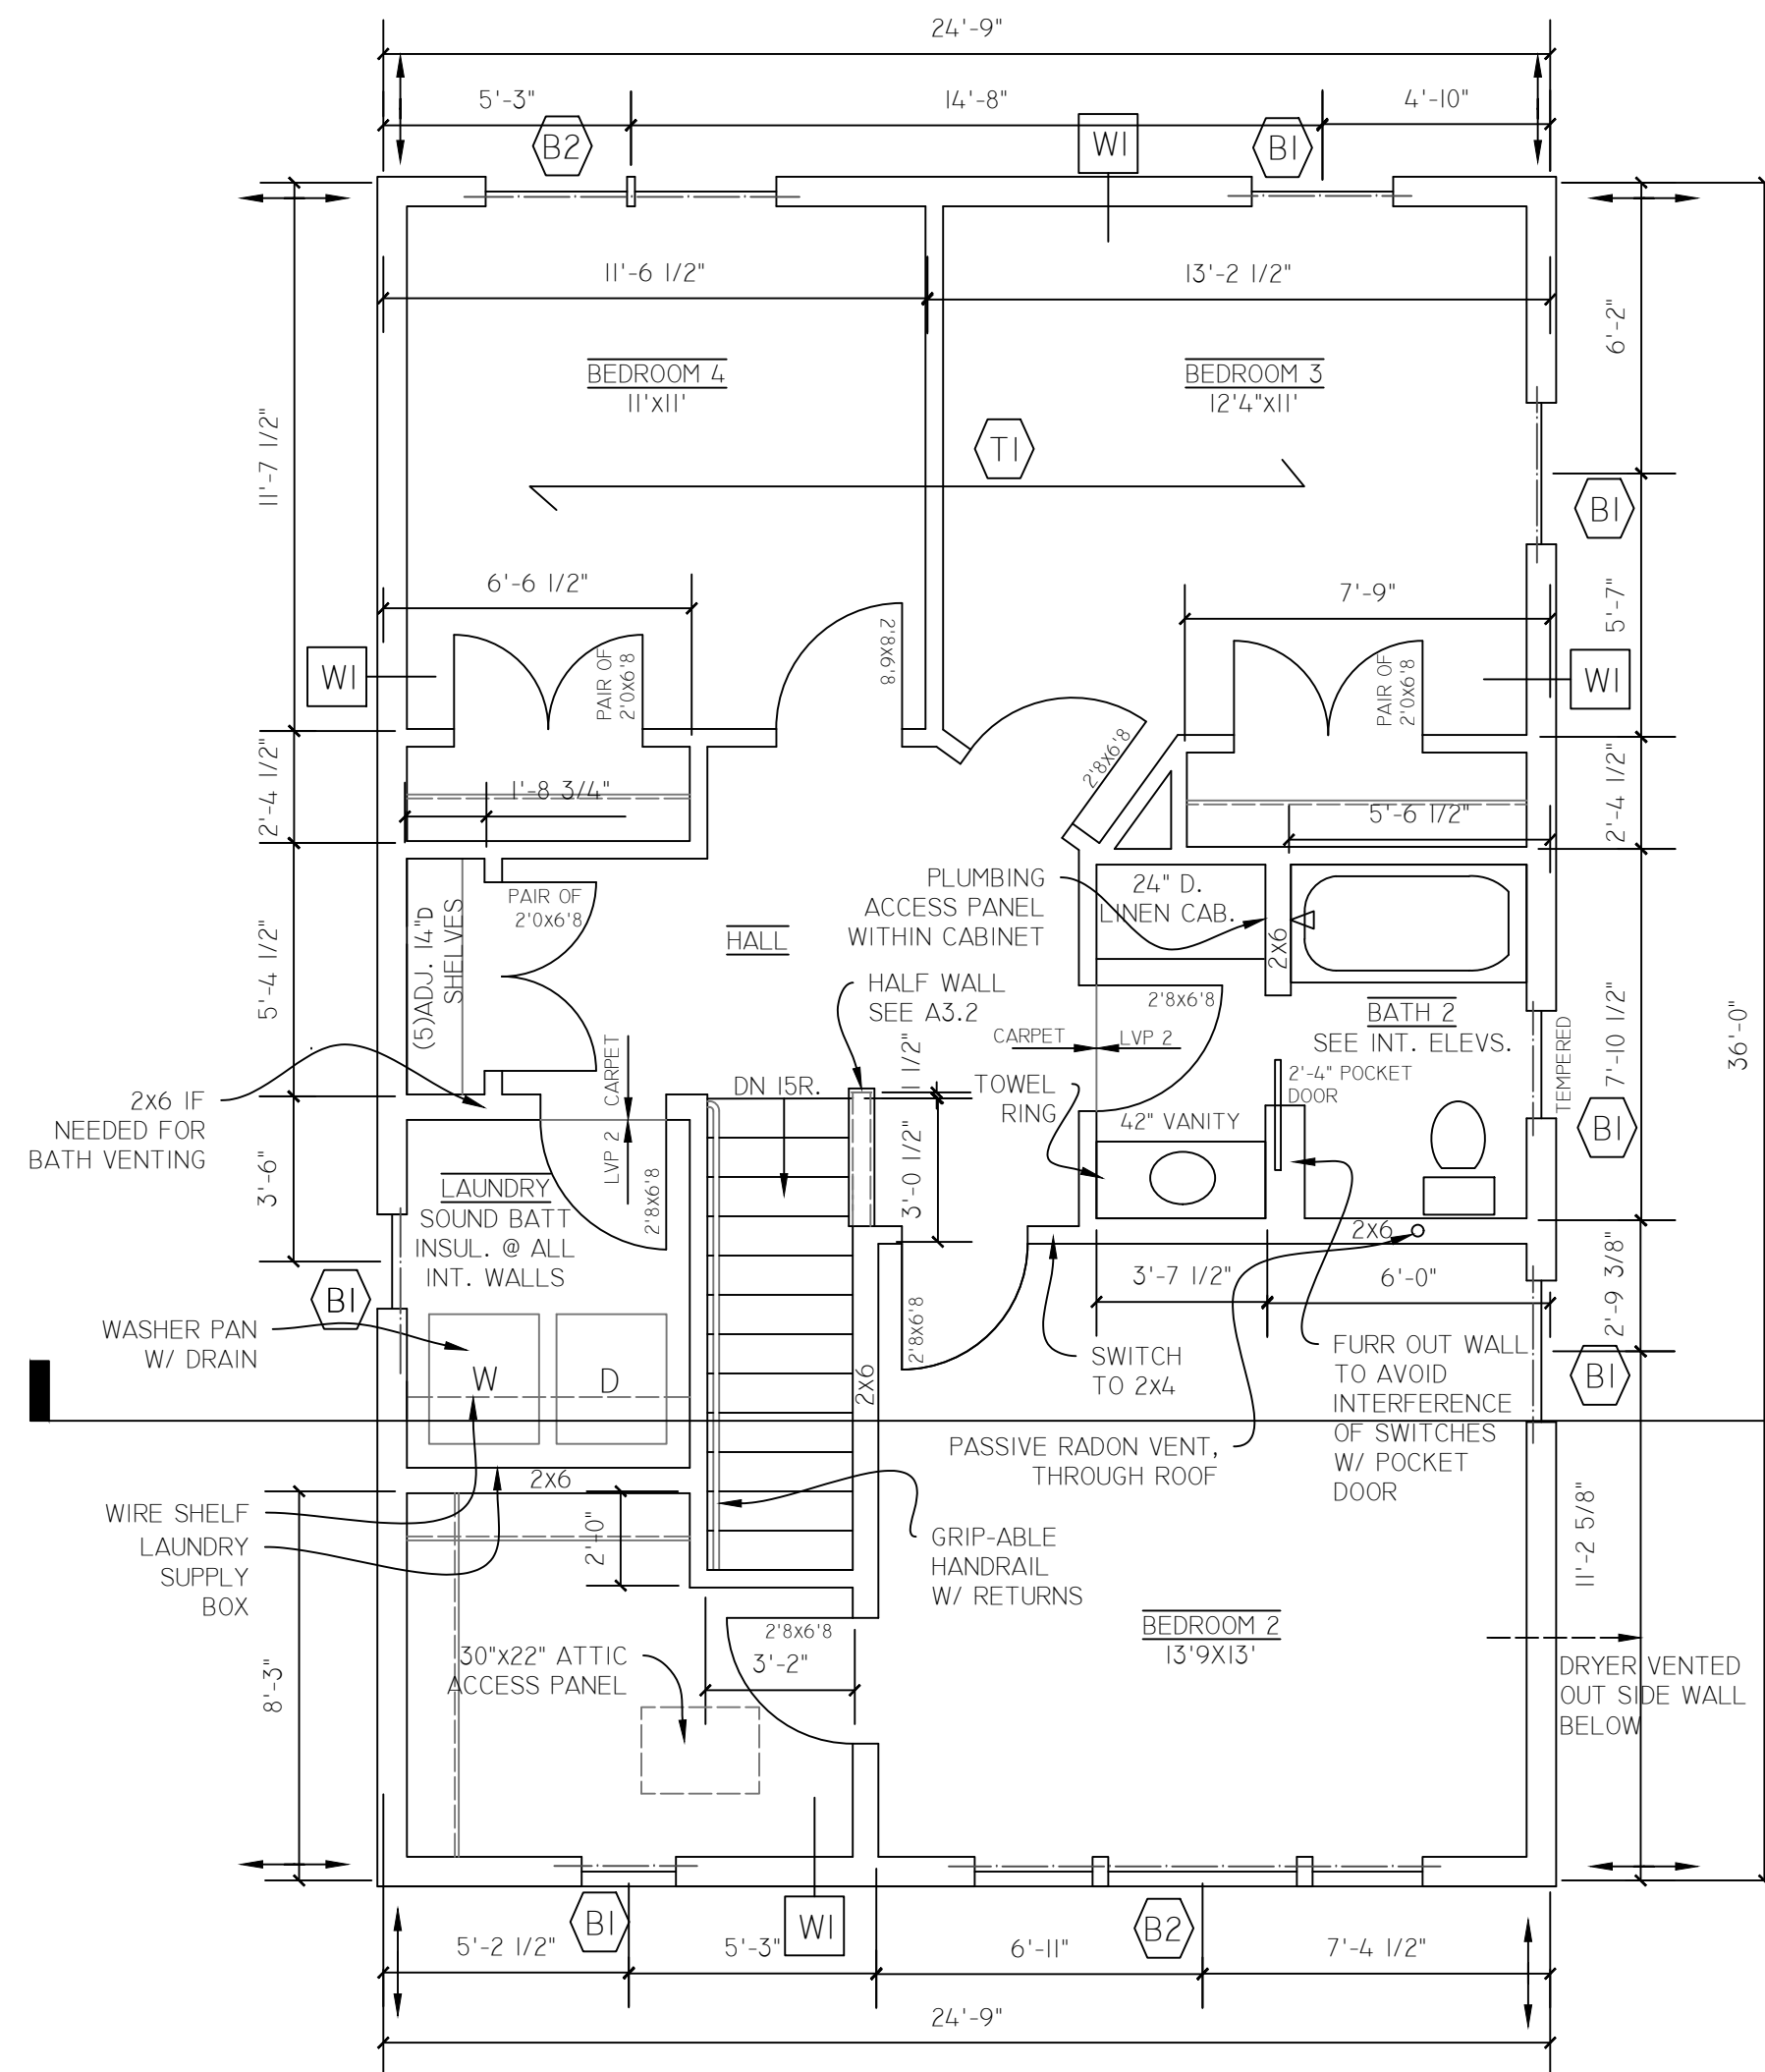 24'-9"
5'-3"
14'-8"
4'-10"
B2
W1
B1
11'-6 1/2"
13'-2 1/2"
BEDROOM 4
11'X11'
BEDROOM 3
12'4"X11'
T1
11'-7 1/2"
6'-2"
B1
6'-6 1/2"
7'-9"
5'-7"
2'8X6'8
PAIR OF
2'0X6'8
PAIR OF
2'0X6'8
W1
W1
2'8X6'8
2'-4 1/2"
1'-8 3/4"
5'-6 1/2"
2'-4 1/2"
PLUMBING
ACCESS PANEL
WITHIN CABINET
24" D.
LINEN CAB.
PAIR OF
2'0X6'8
(5)ADJ. 14"D
SHELVES
HALL
2X6
5'-4 1/2"
HALF WALL
SEE A3.2
2'8X6'8
BATH 2
SEE INT. ELEVS.
TEMPERED
7'-10 1/2"
36'-0"
CARPET
LVP 2
CARPET
LVP 2
1 1/2"
TOWEL
RING
2'-4" POCKET
DOOR
DN 15R.
2X6 IF
NEEDED FOR
BATH VENTING
42" VANITY
B1
3'-6"
3'-0 1/2"
LAUNDRY
SOUND BATT
INSUL. @ ALL
INT. WALLS
2'8X6'8
2X6
B1
3'-7 1/2"
6'-0"
2'-9 3/8"
WASHER PAN
W/ DRAIN
W
D
2'8X6'8
2X6
SWITCH
TO 2X4
FURR OUT WALL
TO AVOID
INTERFERENCE
OF SWITCHES
W/ POCKET
DOOR
B1
PASSIVE RADON VENT,
THROUGH ROOF
2X6
WIRE SHELF
LAUNDRY
SUPPLY
BOX
2'-0"
GRIP-ABLE
HANDRAIL
W/ RETURNS
11'-2 5/8"
BEDROOM 2
13'9X13'
2'8X6'8
3'-2"
30"X22" ATTIC
ACCESS PANEL
8'-3"
DRYER VENTED
OUT SIDE WALL
BELOW
B1
W1
B2
5'-2 1/2"
5'-3"
6'-11"
7'-4 1/2"
24'-9"